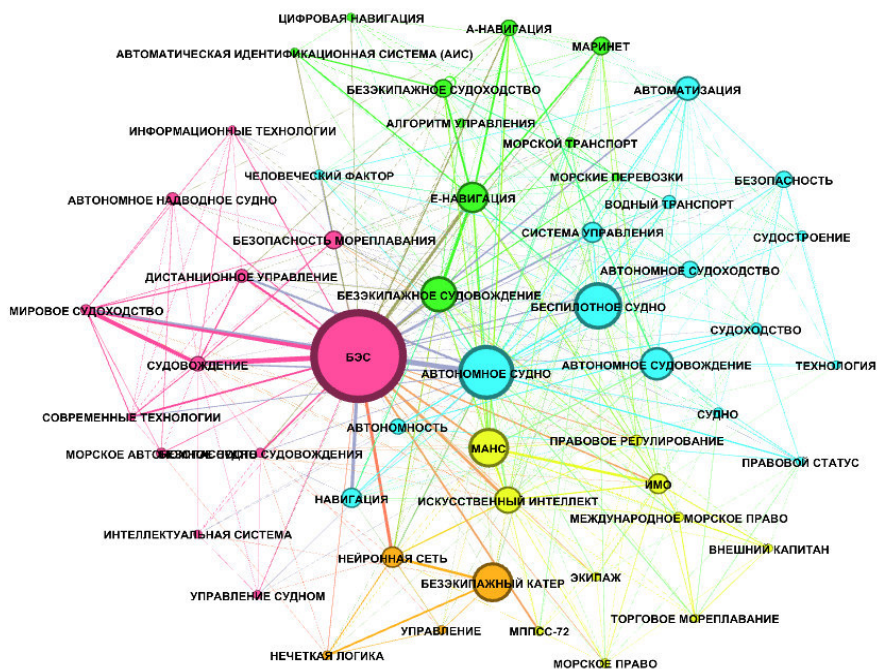 ЦИФРОВАЯ НАВИГАЦИЯ
А-НАВИГАЦИЯ
АВТОМАТИЧЕСКАЯ ИДЕНТИФИКАЦИОННАЯ СИСТЕМА (АИС)
МАРИНЕТ
БЕЗЭКИПАЖНОЕ СУДОХОДСТВО
АВТОМАТИЗАЦИЯ
АЛГОРИТМ УПРАВЛЕНИЯ
ИНФОРМАЦИОННЫЕ ТЕХНОЛОГИИ
МОРСКОЙ ТРАНСПОРТ
ЧЕЛОВЕЧЕСКИЙ ФАКТОР
МОРСКИЕ ПЕРЕВОЗКИ
БЕЗОПАСНОСТЬ
АВТОНОМНОЕ НАДВОДНОЕ СУДНО
Е-НАВИГАЦИЯ
ВОДНЫЙ ТРАНСПОРТ
СИСТЕМА УПРАВЛЕНИЯ
СУДОСТРОЕНИЕ
БЕЗОПАСНОСТЬ МОРЕПЛАВАНИЯ
АВТОНОМНОЕ СУДОХОДСТВО
ДИСТАНЦИОННОЕ УПРАВЛЕНИЕ
БЕЗЭКИПАЖНОЕ СУДОВОЖДЕНИЕ
БЕСПИЛОТНОЕ СУДНО
МИРОВОЕ СУДОХОДСТВО
СУДОХОДСТВО
БЭС
СУДОВОЖДЕНИЕ
АВТОНОМНОЕ СУДНО
АВТОНОМНОЕ СУДОВОЖДЕНИЕ
ТЕХНОЛОГИЯ
СОВРЕМЕННЫЕ ТЕХНОЛОГИИ
СУДНО
АВТОНОМНОСТЬ
ПРАВОВОЕ РЕГУЛИРОВАНИЕ
МАНС
МОРСКОЕ АВТОНОМНОЕ СУДНО
БЕЗОПАСНОСТЬ СУДОВОЖДЕНИЯ
ПРАВОВОЙ СТАТУС
ИМО
НАВИГАЦИЯ
ИСКУССТВЕННЫЙ ИНТЕЛЛЕКТ
МЕЖДУНАРОДНОЕ МОРСКОЕ ПРАВО
ИНТЕЛЛЕКТУАЛЬНАЯ СИСТЕМА
ВНЕШНИЙ КАПИТАН
НЕЙРОННАЯ СЕТЬ
ЭКИПАЖ
БЕЗЭКИПАЖНЫЙ КАТЕР
УПРАВЛЕНИЕ СУДНОМ
ТОРГОВОЕ МОРЕПЛАВАНИЕ
УПРАВЛЕНИЕ
МППСС-72
НЕЧЕТКАЯ ЛОГИКА
МОРСКОЕ ПРАВО